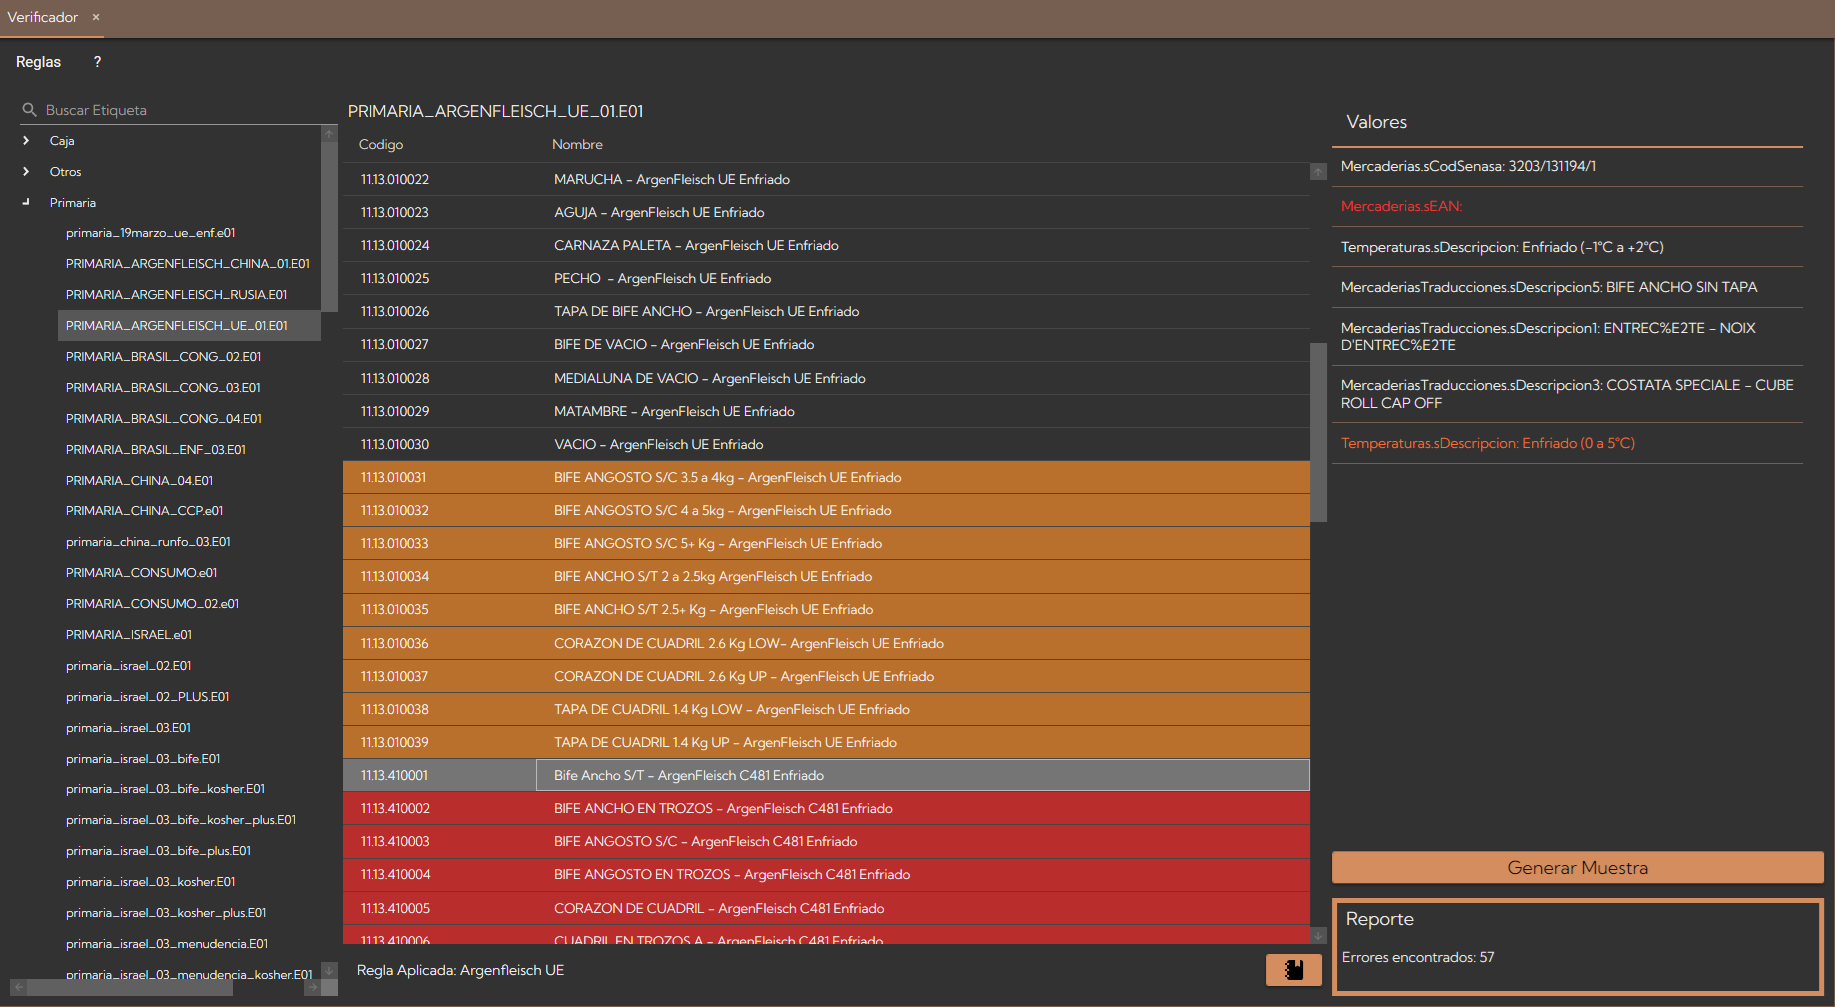 Verificador ×
Reglas ?
Buscar Etiqueta
Caja
Otros
Primaria
primaria_19marzo_ue_enf.e01
PRIMARIA_ARGENFLEISCH_CHINA_01.E01
PRIMARIA_ARGENFLEISCH_RUSIA.E01
PRIMARIA_ARGENFLEISCH_UE_01.E01
PRIMARIA_BRASIL_CONG_02.E01
PRIMARIA_BRASIL_CONG_03.E01
PRIMARIA_BRASIL_CONG_04.E01
PRIMARIA_BRASIL_ENF_03.E01
PRIMARIA_CHINA_04.E01
PRIMARIA_CHINA_CCP.e01
primaria_china_runfo_03.E01
PRIMARIA_CONSUMO.e01
PRIMARIA_CONSUMO_02.e01
PRIMARIA_ISRAEL.e01
primaria_israel_02.E01
primaria_israel_02_PLUS.E01
primaria_israel_03.E01
primaria_israel_03_bife.E01
primaria_israel_03_bife_kosher.E01
primaria_israel_03_bife_kosher_plus.E01
primaria_israel_03_bife_plus.E01
primaria_israel_03_kosher.E01
primaria_israel_03_kosher_plus.E01
primaria_israel_03_menudencia.E01
primaria_israel_03_menudencia_kosher.E01
PRIMARIA_ARGENFLEISCH_UE_01.E01
Codigo Nombre
11.13.010022 MARUCHA - ArgenFleisch UE Enfriado
11.13.010023 AGUJA - ArgenFleisch UE Enfriado
11.13.010024 CARNAZA PALETA - ArgenFleisch UE Enfriado
11.13.010025 PECHO  - ArgenFleisch UE Enfriado
11.13.010026 TAPA DE BIFE ANCHO - ArgenFleisch UE Enfriado
11.13.010027 BIFE DE VACIO - ArgenFleisch UE Enfriado
11.13.010028 MEDIALUNA DE VACIO - ArgenFleisch UE Enfriado
11.13.010029 MATAMBRE - ArgenFleisch UE Enfriado
11.13.010030 VACIO - ArgenFleisch UE Enfriado
11.13.010031 BIFE ANGOSTO S/C 3.5 a 4kg - ArgenFleisch UE Enfriado
11.13.010032 BIFE ANGOSTO S/C 4 a 5kg - ArgenFleisch UE Enfriado
11.13.010033 BIFE ANGOSTO S/C 5+ Kg - ArgenFleisch UE Enfriado
11.13.010034 BIFE ANCHO S/T 2 a 2.5kg ArgenFleisch UE Enfriado
11.13.010035 BIFE ANCHO S/T 2.5+ Kg - ArgenFleisch UE Enfriado
11.13.010036 CORAZON DE CUADRIL 2.6 Kg LOW- ArgenFleisch UE Enfriado
11.13.010037 CORAZON DE CUADRIL 2.6 Kg UP - ArgenFleisch UE Enfriado
11.13.010038 TAPA DE CUADRIL 1.4 Kg LOW - ArgenFleisch UE Enfriado
11.13.010039 TAPA DE CUADRIL 1.4 Kg UP - ArgenFleisch UE Enfriado
11.13.410001 Bife Ancho S/T - ArgenFleisch C481 Enfriado
11.13.410002 BIFE ANCHO EN TROZOS - ArgenFleisch C481 Enfriado
11.13.410003 BIFE ANGOSTO S/C - ArgenFleisch C481 Enfriado
11.13.410004 BIFE ANGOSTO EN TROZOS - ArgenFleisch C481 Enfriado
11.13.410005 CORAZON DE CUADRIL - ArgenFleisch C481 Enfriado
11.13.410006 CUADRIL EN TROZOS A - ArgenFleisch C481 Enfriado
Regla Aplicada: Argenfleisch UE
Valores
Mercaderias.sCodSenasa: 3203/131194/1
Mercaderias.sEAN:
Temperaturas.sDescripcion: Enfriado (-1°C a +2°C)
MercaderiasTraducciones.sDescripcion5: BIFE ANCHO SIN TAPA
MercaderiasTraducciones.sDescripcion1: ENTREC%E2TE - NOIX
D'ENTREC%E2TE
MercaderiasTraducciones.sDescripcion3: COSTATA SPECIALE - CUBE
ROLL CAP OFF
Temperaturas.sDescripcion: Enfriado (0 a 5°C)
Generar Muestra
Reporte
Errores encontrados: 57